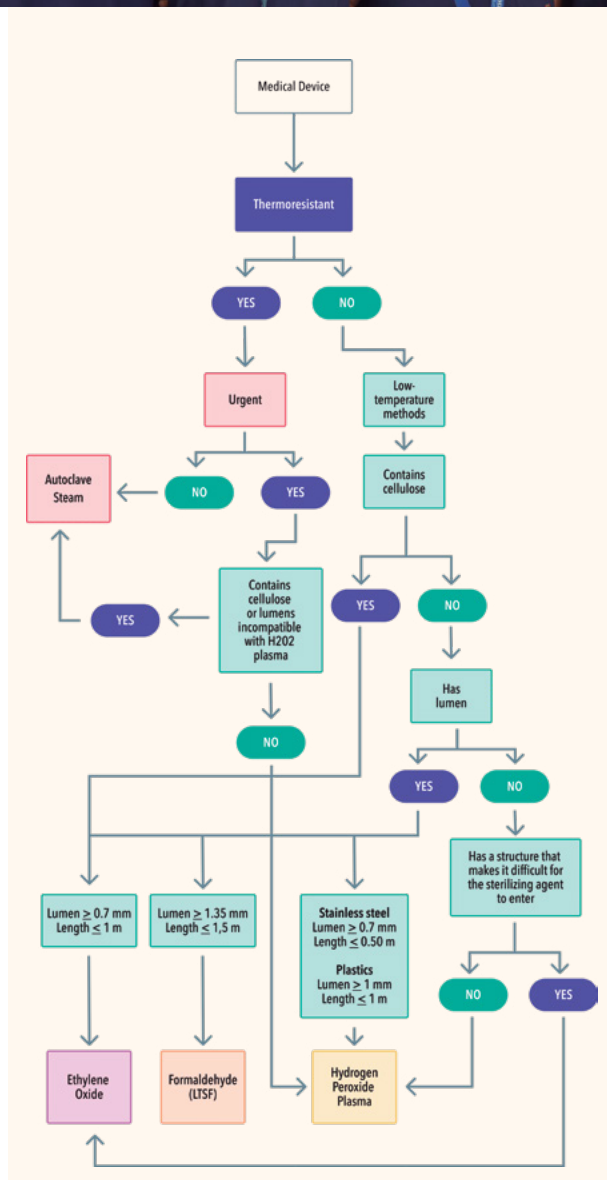 Medical Device
Thermoresistant
YES
NO
Urgent
Low-
temperature
methods
Autoclave
Steam
NO
YES
Contains
cellulose
YES
Contains
cellulose
or lumens
incompatible
with H202
plasma
YES
NO
Has
lumen
NO
YES
NO
Has a structure that
makes it difficult for
the sterilizing agent
to enter
Lumen ≥ 0.7 mm
Length ≤ 1 m
Lumen ≥ 1.35 mm
Length ≤ 1,5 m
Stainless steel
Lumen ≥ 0.7 mm
Length ≤ 0.50 m
Plastics
Lumen ≥ 1 mm
Length ≤ 1 m
NO
YES
Ethylene
Oxide
Formaldehyde
(LTSF)
Hydrogen
Peroxide
Plasma